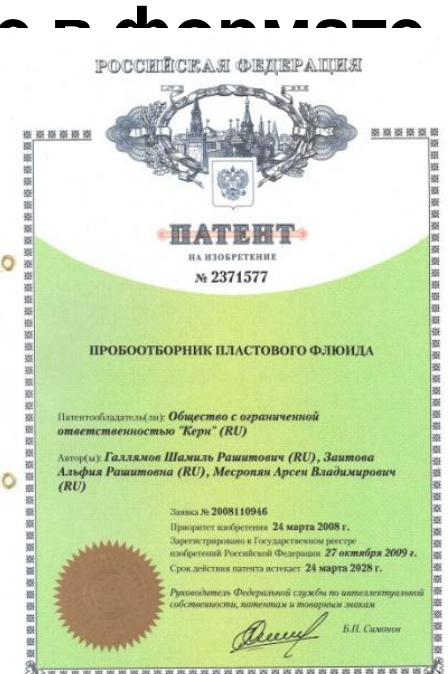 в формате
РОССИЙСКАЯ ФЕДЕРАЦИЯ
ПАТЕНТ
НА ИЗОБРЕТЕНИЕ
№ 2371577
ПРОБООТБОРНИК ПЛАСТОВОГО ФЛЮИДА
Патентообладатель(ли): Общество с ограниченной
ответственностью "Керн" (RU)
Автор(ы): Галлямов Шамиль Рашитович (RU), Заитова
Альфия Рашитовна (RU), Месропян Арсен Владимирович
(RU)
Заявка № 2008110946
Приоритет изобретения 24 марта 2008 г.
Зарегистрировано в Государственном реестре
изобретений Российской Федерации 27 октября 2009 г.
Срок действия патента истекает 24 марта 2028 г.
Руководитель Федеральной службы по интеллектуальной
собственности, патентам и товарным знакам
Б.П. Симонов